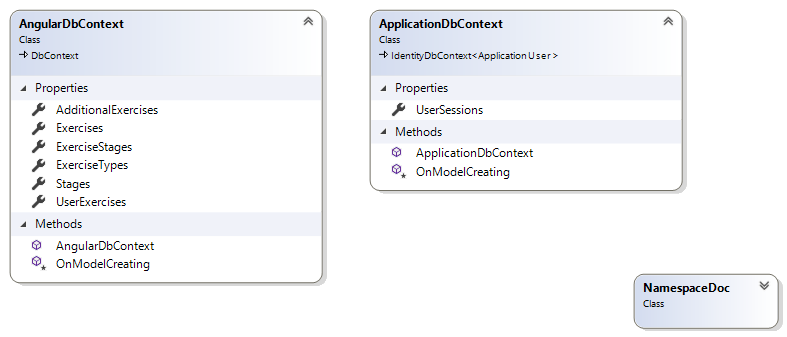 AngularDbContext
Class
DbContext
Properties
AdditionalExercises
Exercises
ExerciseStages
ExerciseTypes
Stages
UserExercises
Methods
AngularDbContext
OnModelCreating
ApplicationDbContext
Class
IdentityDbContext<ApplicationUser>
Properties
UserSessions
Methods
ApplicationDbContext
OnModelCreating
NamespaceDoc
Class